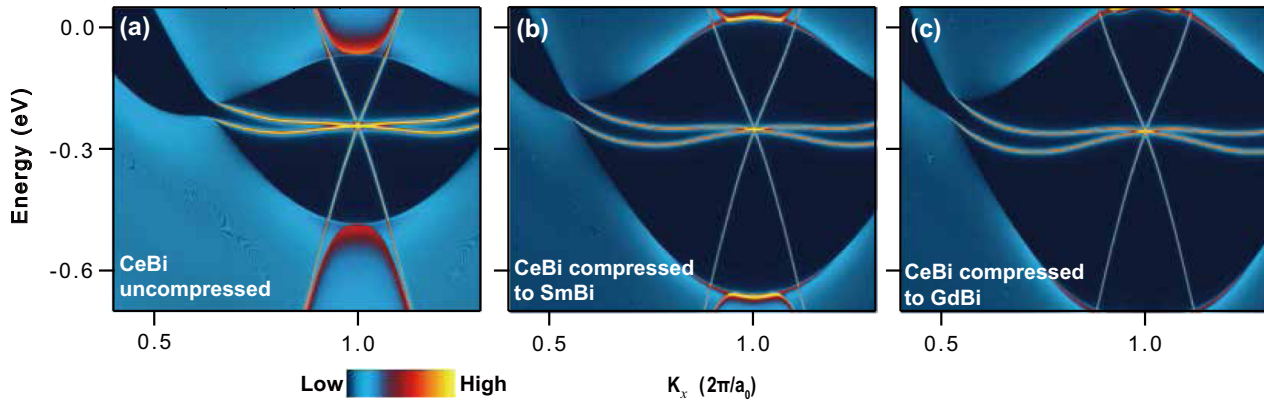 (a)
(b)
(c)
0.0
-0.3
-0.6
Energy (eV)
CeBi
uncompressed
CeBi compressed
to SmBi
CeBi compressed
to GdBi
0.5
1.0
0.5
1.0
0.5
1.0
Low
High
Kₓ (2π/a₀)